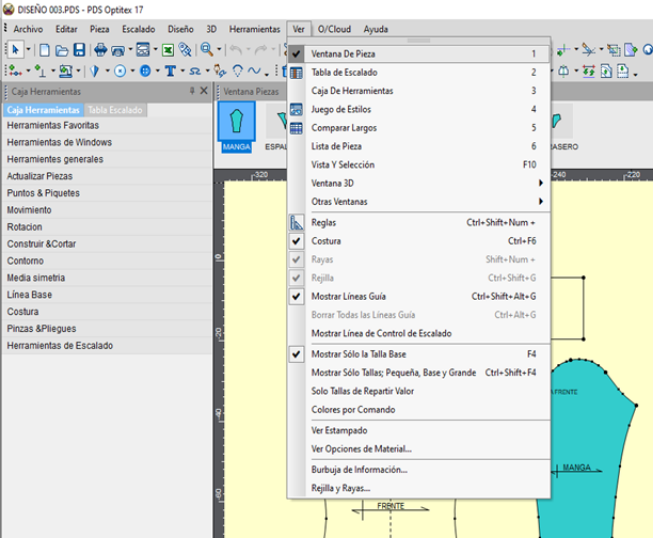 DISEÑO 003.PDS - PDS Optitex 17
Archivo Editar Pieza Escalado Diseño 3D Herramientas Ver O/Cloud Ayuda
Caja Herramientas
Caja Herramientas Tabla Escalado
Herramientas Favoritas
Herramientas de Windows
Herramientes generales
Actualizar Piezas
Puntos & Piquetes
Movimiento
Rotacion
Construir &Cortar
Contorno
Media simetria
Línea Base
Costura
Pinzas &Pliegues
Herramientas de Escalado
Ventana Piezas
MANGA
ESPAL
ASERO
-320
-240
-220
0
-20
-40
-60
Ventana De Pieza 1
Tabla de Escalado 2
Caja De Herramientas 3
Juego de Estilos 4
Comparar Largos 5
Lista de Pieza 6
Vista Y Selección F10
Ventana 3D
Otras Ventanas
Reglas Ctrl+Shift+Num +
Costura Ctrl+F6
Rayas Shift+Num +
Rejilla Ctrl+Shift+G
Mostrar Líneas Guía Ctrl+Shift+Alt+G
Borrar Todas las Líneas Guía Ctrl+Alt+G
Mostrar Línea de Control de Escalado
Mostrar Sólo la Talla Base F4
Mostrar Sólo Tallas; Pequeña, Base y Grande Ctrl+Shift+F4
Solo Tallas de Repartir Valor
Colores por Comando
Ver Estampado
Ver Opciones de Material...
Burbuja de Información...
Rejilla y Rayas...
FRENTE
MANGA
FRENTE